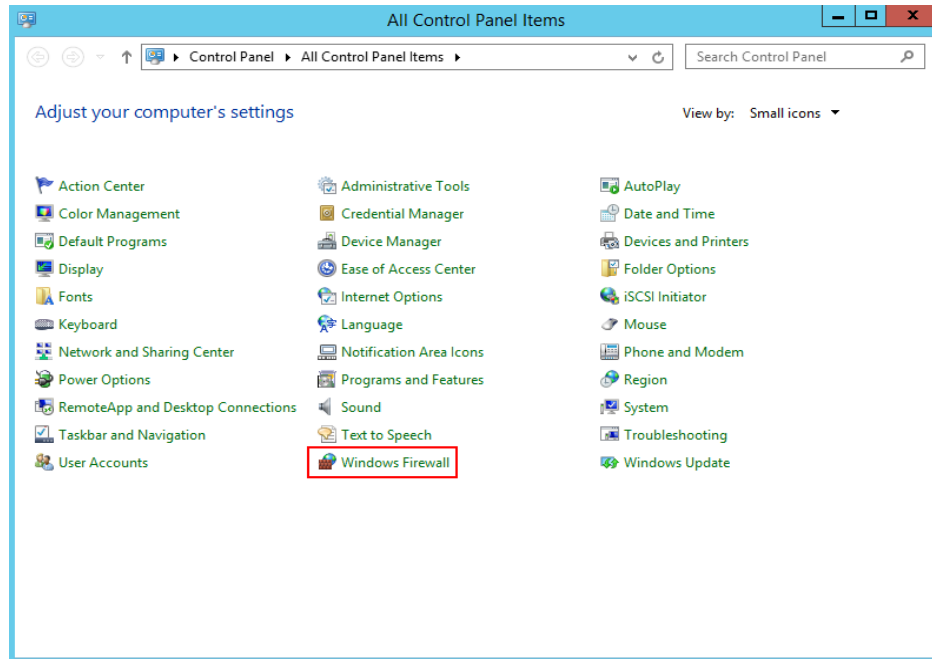 All Control Panel Items
Control Panel All Control Panel Items Search Control Panel
Adjust your computer's settings View by: Small icons
Action Center Administrative Tools AutoPlay
Color Management Credential Manager Date and Time
Default Programs Device Manager Devices and Printers
Display Ease of Access Center Folder Options
Fonts Internet Options iSCSI Initiator
Keyboard Language Mouse
Network and Sharing Center Notification Area Icons Phone and Modem
Power Options Programs and Features Region
RemoteApp and Desktop Connections Sound System
Taskbar and Navigation Text to Speech Troubleshooting
User Accounts Windows Firewall Windows Update